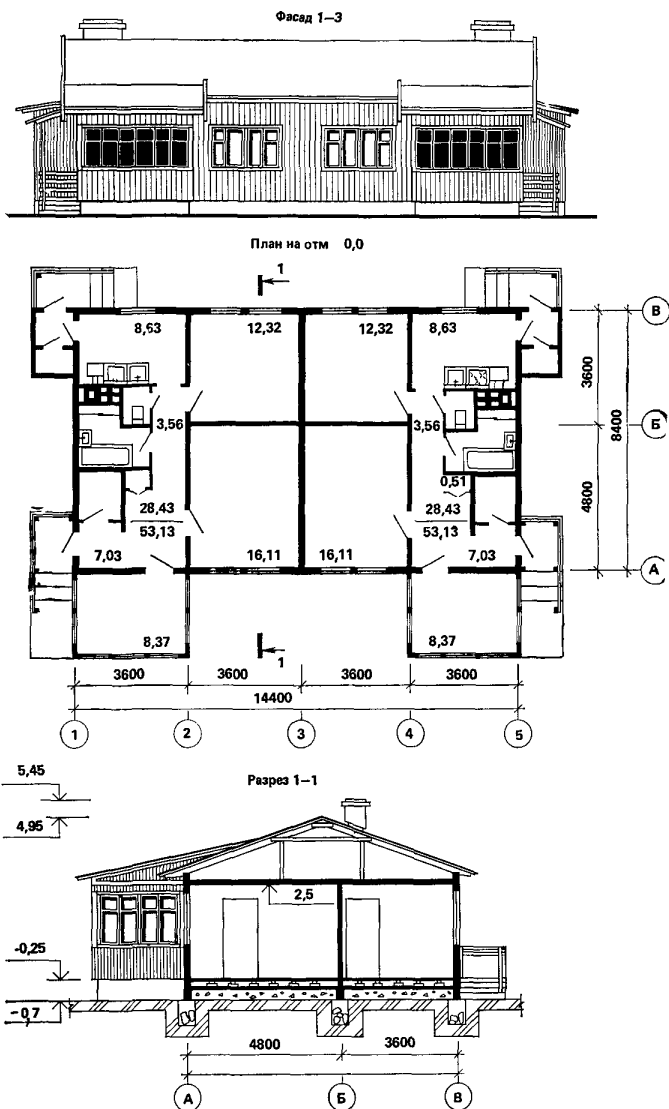 Фасад 1—3
План на отм 0,0
1
8,63 12,32 12,32 8,63
В
3600
3,56 3,56
Б
8400
0,51
4800
28,43 28,43
53,13 53,13
7,03 16,11 16,11 7,03
А
8,37 8,37
1
3600 3600 3600 3600
14400
1 2 3 4 5
5,45
Разрез 1—1
4,95
2,5
-0,25
-0,7
4800 3600
А Б В